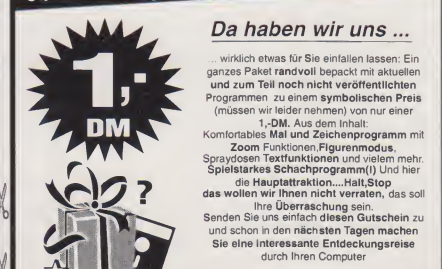 1,-
DM
?
Da haben wir uns ...
... wirklich etwas für Sie einfallen lassen: Ein
ganzes Paket randvoll bepackt mit aktuellen
und zum Teil noch nicht veröffentlichten
Programmen zu einem symbolischen Preis
(müssen wir leider nehmen) von nur einer
1,-DM. Aus dem Inhalt:
Komfortables Mal und Zeichenprogramm mit
Zoom Funktionen,Figurenmodus,
Spraydosen Textfunktionen und vielem mehr.
Spielstarkes Schachprogramm(!) Und hier
die Hauptattraktion....Halt,Stop
das wollen wir Ihnen nicht verraten, das soll
Ihre Überraschung sein.
Senden Sie uns einfach diesen Gutschein zu
und schon in den nächsten Tagen machen
Sie eine interessante Entdeckungsreise
durch Ihren Computer